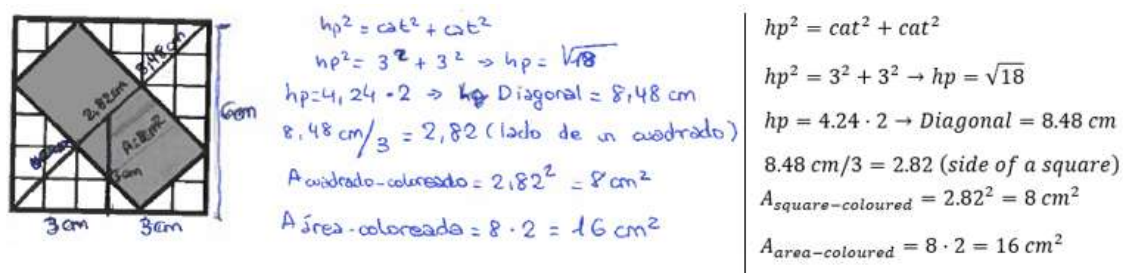 8,48cm
2,82cm
A=8cm²
3cm
6cm
3cm 3cm
hp² = cat² + cat²
hp² = 3² + 3² → hp = √18
hp=4,24 · 2 → Diagonal = 8,48 cm
8,48 cm/3 = 2,82 (lado de un cuadrado)
A cuadrado-coloreado = 2,82² = 8 cm²
A área-coloreada = 8 · 2 = 16 cm²
hp² = cat² + cat²
hp² = 3² + 3² → hp = √18
hp = 4.24 · 2 → Diagonal = 8.48 cm
8.48 cm/3 = 2.82 (side of a square)
A square-coloured = 2.82² = 8 cm²
A area-coloured = 8 · 2 = 16 cm²